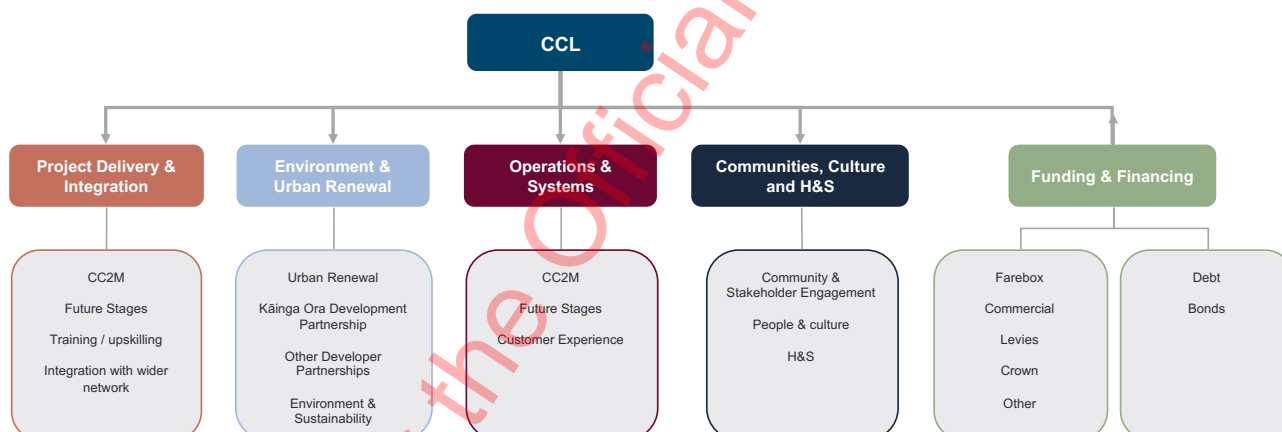 CCL
Project Delivery &
Integration
Environment &
Urban Renewal
Operations &
Systems
Communities, Culture
and H&S
Funding & Financing
CC2M
Future Stages
Training / upskilling
Integration with wider
network
Urban Renewal
Kāinga Ora Development
Partnership
Other Developer
Partnerships
Environment &
Sustainability
CC2M
Future Stages
Customer Experience
Community &
Stakeholder Engagement
People & culture
H&S
Farebox
Commercial
Levies
Crown
Other
Debt
Bonds
the Official